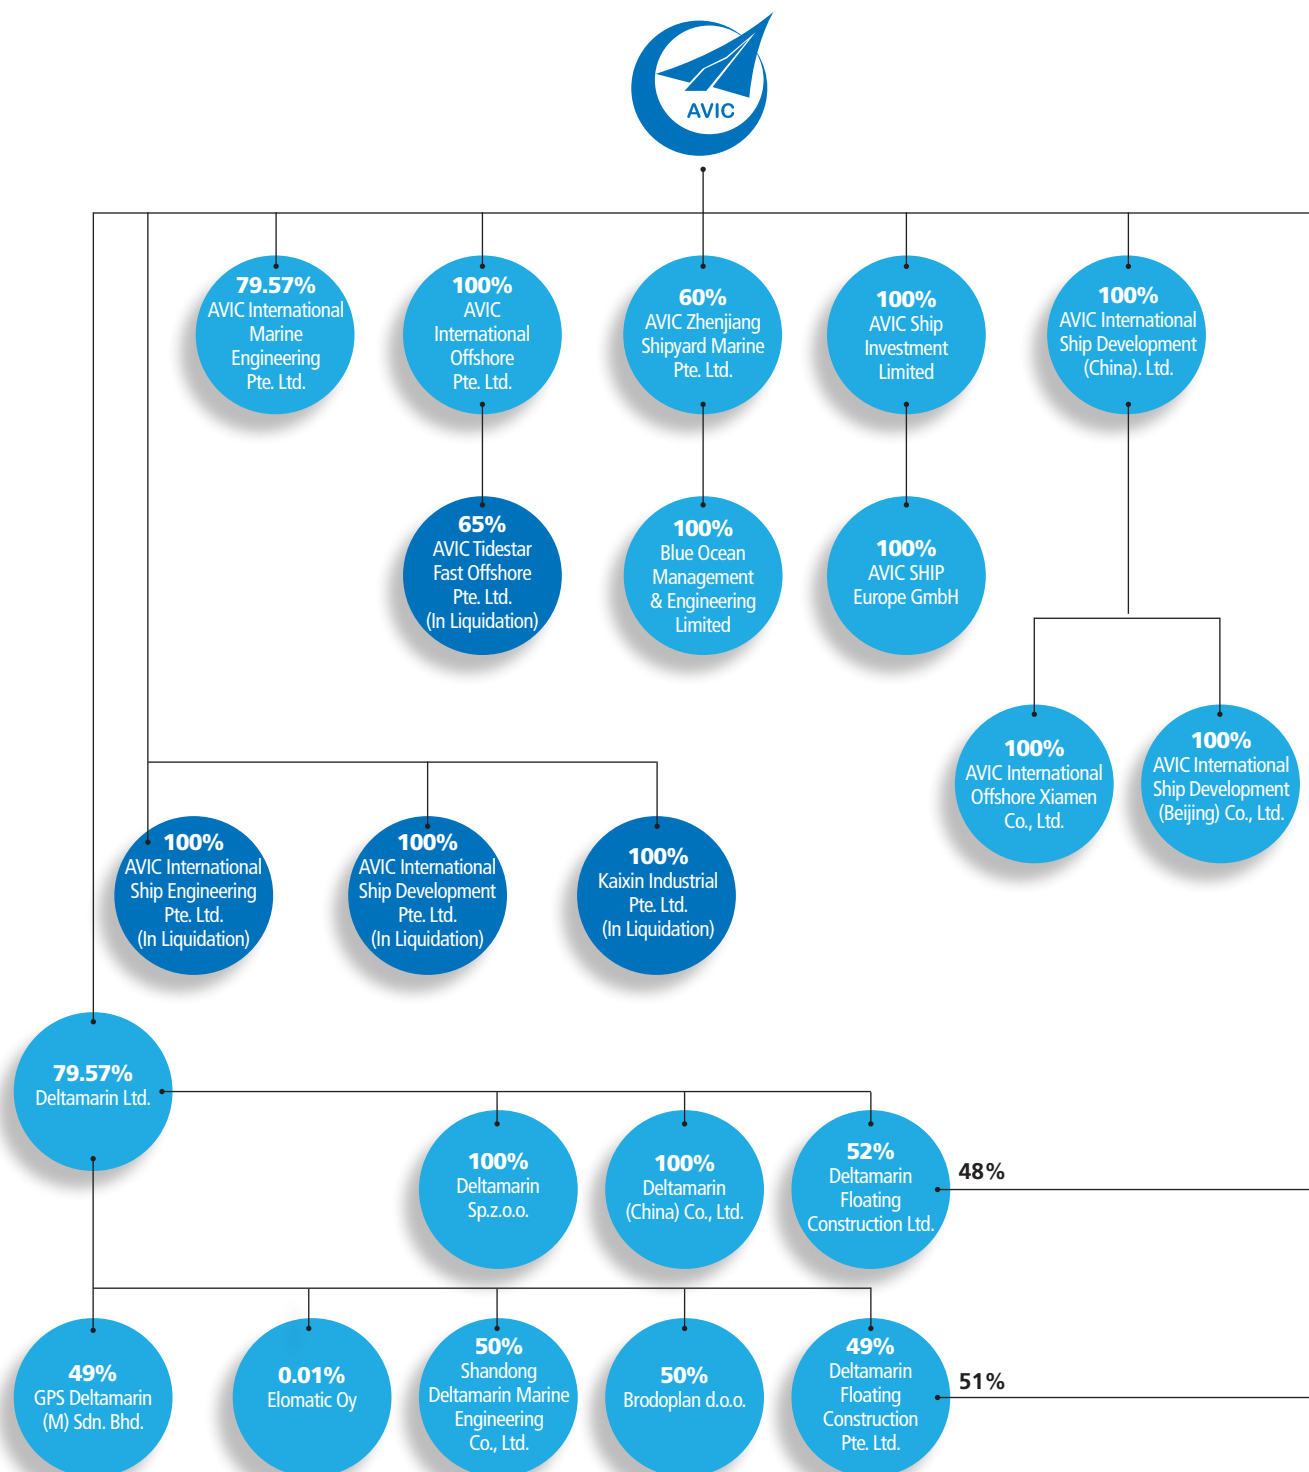 AVIC
79.57%
AVIC International
Marine
Engineering
Pte. Ltd.
100%
AVIC
International
Offshore
Pte. Ltd.
60%
AVIC Zhenjiang
Shipyard Marine
Pte. Ltd.
100%
AVIC Ship
Investment
Limited
100%
AVIC International
Ship Development
(China). Ltd.
65%
AVIC Tidestar
Fast Offshore
Pte. Ltd.
(In Liquidation)
100%
Blue Ocean
Management
& Engineering
Limited
100%
AVIC SHIP
Europe GmbH
100%
AVIC International
Offshore Xiamen
Co., Ltd.
100%
AVIC International
Ship Development
(Beijing) Co., Ltd.
100%
AVIC International
Ship Engineering
Pte. Ltd.
(In Liquidation)
100%
AVIC International
Ship Development
Pte. Ltd.
(In Liquidation)
100%
Kaixin Industrial
Pte. Ltd.
(In Liquidation)
79.57%
Deltamarin Ltd.
100%
Deltamarin
Sp.z.o.o.
100%
Deltamarin
(China) Co., Ltd.
52%
Deltamarin
Floating
Construction Ltd.
48%
49%
GPS Deltamarin
(M) Sdn. Bhd.
0.01%
Elomatic Oy
50%
Shandong
Deltamarin Marine
Engineering
Co., Ltd.
50%
Brodoplan d.o.o.
49%
Deltamarin
Floating
Construction
Pte. Ltd.
51%